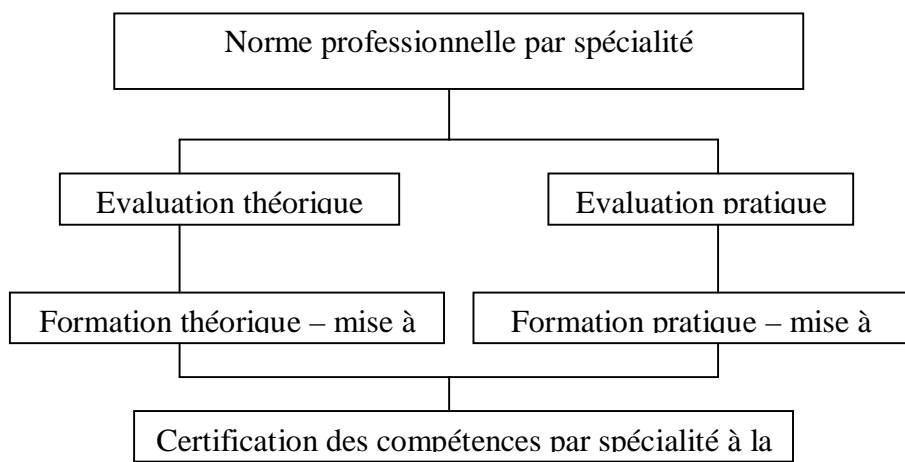 Norme professionnelle par spécialité
Evaluation théorique
Evaluation pratique
Formation théorique – mise à
Formation pratique – mise à
Certification des compétences par spécialité à la